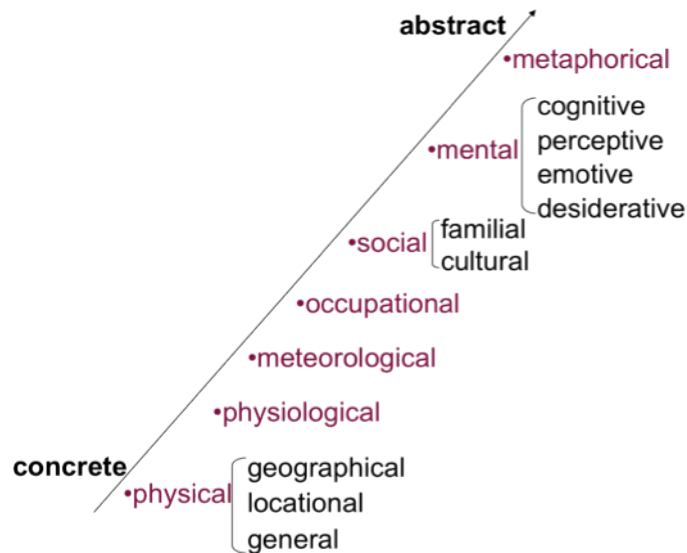 abstract
•metaphorical
cognitive
perceptive
•mental
emotive
desiderative
familial
•social
cultural
•occupational
•meteorological
•physiological
concrete
geographical
•physical
locational
general